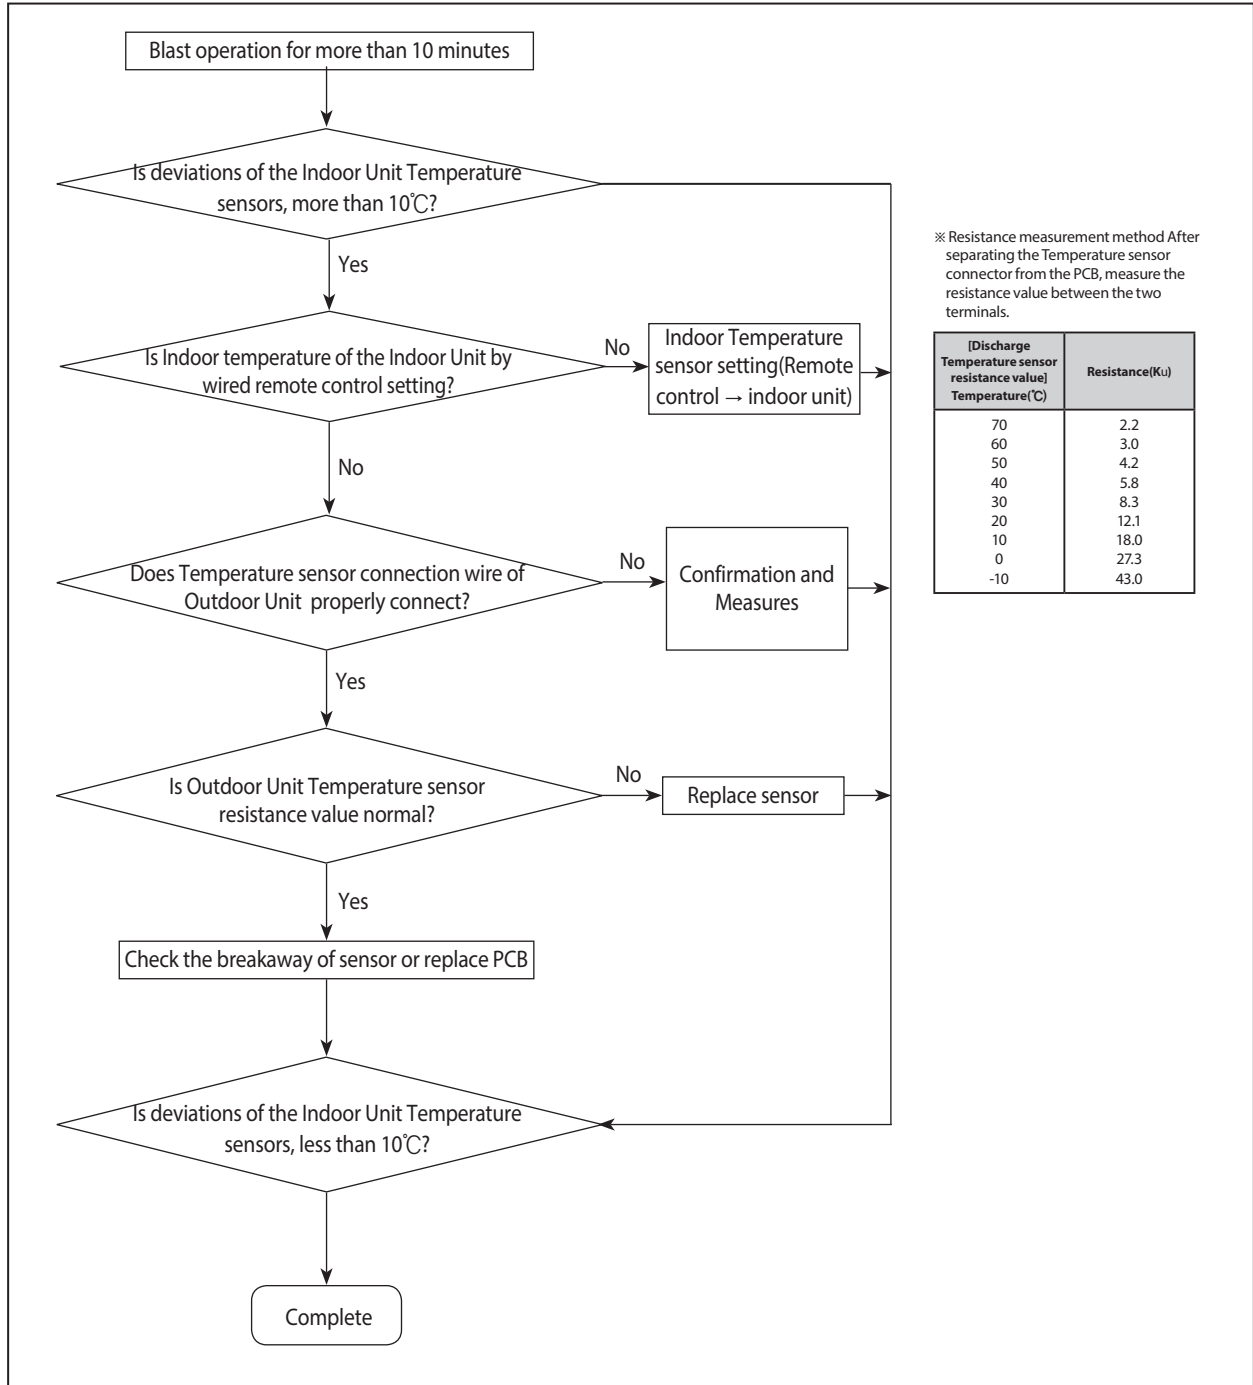 Blast operation for more than 10 minutes
Is deviations of the Indoor Unit Temperature
sensors, more than 10℃?
Yes
Is Indoor temperature of the Indoor Unit by
wired remote control setting?
No
Indoor Temperature
sensor setting(Remote
control → indoor unit)
No
Does Temperature sensor connection wire of
Outdoor Unit properly connect?
No
Confirmation and
Measures
Yes
Is Outdoor Unit Temperature sensor
resistance value normal?
No
Replace sensor
Yes
Check the breakaway of sensor or replace PCB
Is deviations of the Indoor Unit Temperature
sensors, less than 10℃?
Complete
※ Resistance measurement method After
separating the Temperature sensor
connector from the PCB, measure the
resistance value between the two
terminals.
[Discharge
Temperature sensor
resistance value]
Temperature(℃)
Resistance(Ku)
70 2.2
60 3.0
50 4.2
40 5.8
30 8.3
20 12.1
10 18.0
0 27.3
-10 43.0